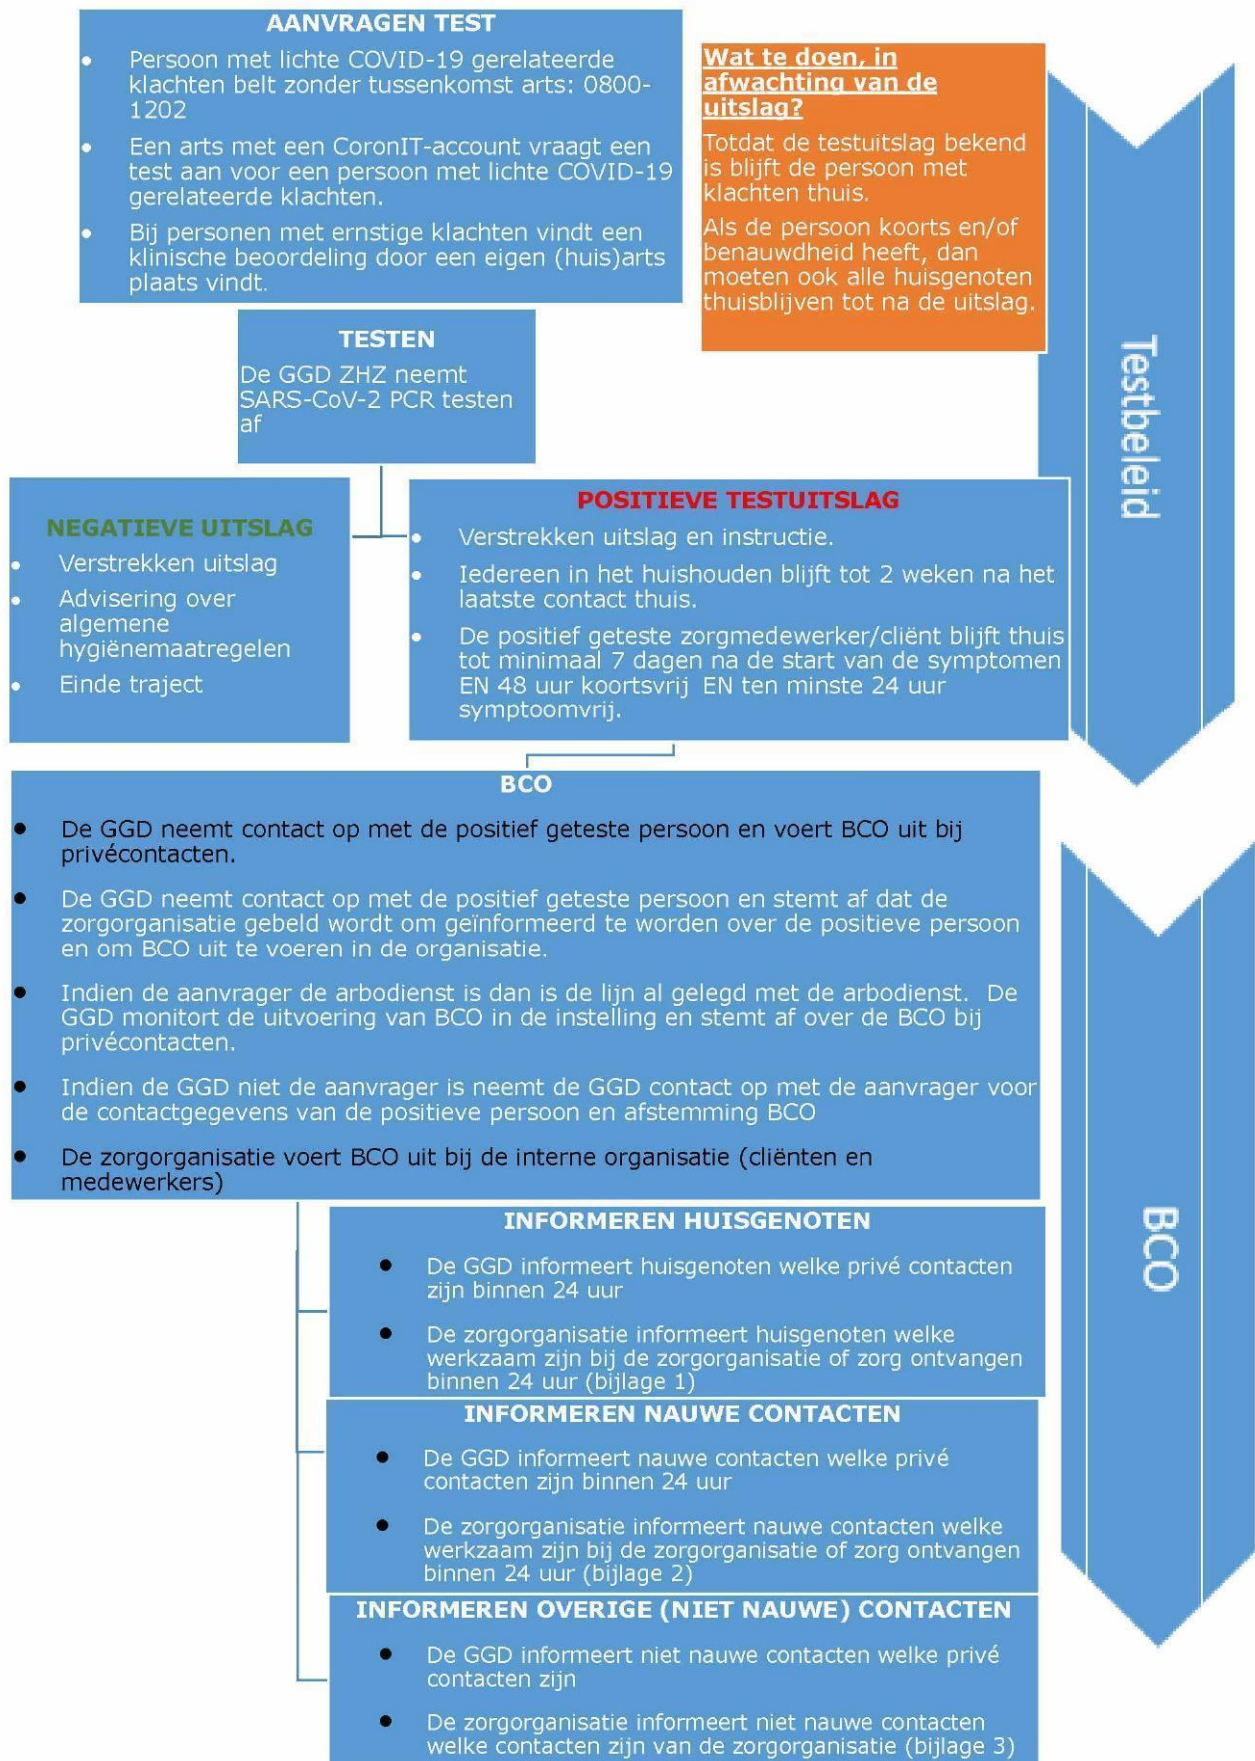 AANVRAGEN TEST
• Persoon met lichte COVID-19 gerelateerde
klachten belt zonder tussenkomst arts: 0800-
1202
• Een arts met een CoronIT-account vraagt een
test aan voor een persoon met lichte COVID-19
gerelateerde klachten.
• Bij personen met ernstige klachten vindt een
klinische beoordeling door een eigen (huis)arts
plaats vindt.
Wat te doen, in
afwachting van de
uitslag?
Totdat de testuitslag bekend
is blijft de persoon met
klachten thuis.
Als de persoon koorts en/of
benauwdheid heeft, dan
moeten ook alle huisgenoten
thuisblijven tot na de uitslag.
Testbeleid
TESTEN
De GGD ZHZ neemt
SARS-CoV-2 PCR testen
af
NEGATIEVE UITSLAG
• Verstrekken uitslag
• Advisering over
algemene
hygiënemaatregelen
• Einde traject
POSITIEVE TESTUITSLAG
• Verstrekken uitslag en instructie.
• Iedereen in het huishouden blijft tot 2 weken na het
laatste contact thuis.
• De positief geteste zorgmedewerker/cliënt blijft thuis
tot minimaal 7 dagen na de start van de symptomen
EN 48 uur koortsvrij EN ten minste 24 uur
symptoomvrij.
BCO
• De GGD neemt contact op met de positief geteste persoon en voert BCO uit bij
privécontacten.
• De GGD neemt contact op met de positief geteste persoon en stemt af dat de
zorgorganisatie gebeld wordt om geïnformeerd te worden over de positieve persoon
en om BCO uit te voeren in de organisatie.
• Indien de aanvrager de arbodienst is dan is de lijn al gelegd met de arbodienst. De
GGD monitort de uitvoering van BCO in de instelling en stemt af over de BCO bij
privécontacten.
• Indien de GGD niet de aanvrager is neemt de GGD contact op met de aanvrager voor
de contactgegevens van de positieve persoon en afstemming BCO
• De zorgorganisatie voert BCO uit bij de interne organisatie (cliënten en
medewerkers)
BCO
INFORMEREN HUISGENOTEN
• De GGD informeert huisgenoten welke privé contacten
zijn binnen 24 uur
• De zorgorganisatie informeert huisgenoten welke
werkzaam zijn bij de zorgorganisatie of zorg ontvangen
binnen 24 uur (bijlage 1)
INFORMEREN NAUWE CONTACTEN
• De GGD informeert nauwe contacten welke privé
contacten zijn binnen 24 uur
• De zorgorganisatie informeert nauwe contacten welke
werkzaam zijn bij de zorgorganisatie of zorg ontvangen
binnen 24 uur (bijlage 2)
INFORMEREN OVERIGE (NIET NAUWE) CONTACTEN
• De GGD informeert niet nauwe contacten welke privé
contacten zijn
• De zorgorganisatie informeert niet nauwe contacten
welke contacten zijn van de zorgorganisatie (bijlage 3)